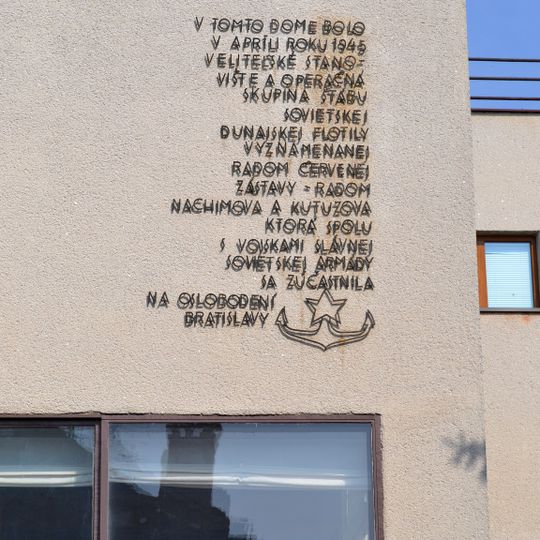 V TOMTO DOME BOLO
V APRÍLI ROKU 1945
VELITEĽSKÉ STANO-
VIŠTE A OPERAČNÁ
SKUPINA ŠTÁBU
SOVIETSKEJ
DUNAJSKEJ FLOTILY
VYZNAMENANEJ
RADOM ČERVENEJ
ZÁSTAVY - RADOM
NACHIMOVA A KUTUZOVA
KTORÁ SPOLU
S VOJSKAMI SLÁVNEJ
SOVIETSKEJ ARMÁDY
SA ZÚČASTNILA
NA OSLOBODENÍ
BRATISLAVY